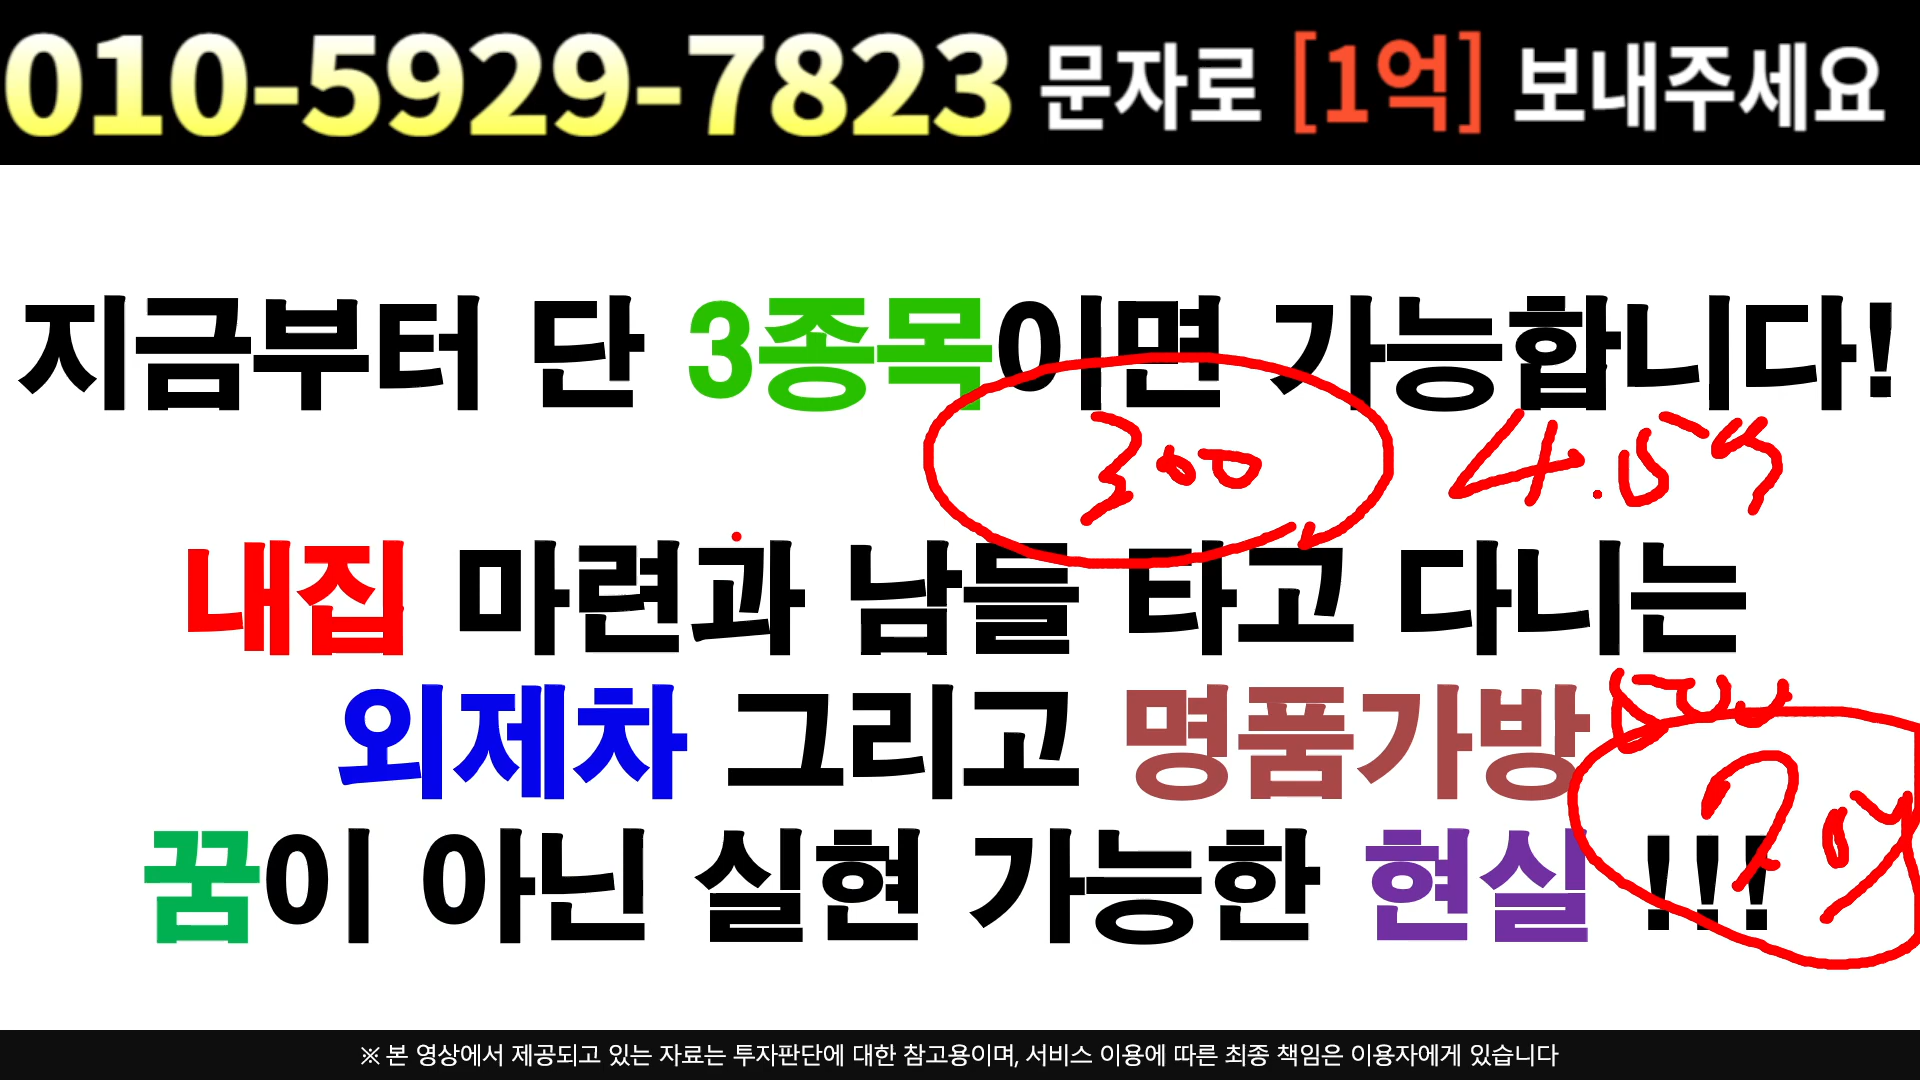 010-5929-7823 문자로 [1억] 보내주세요
지금부터 단 3종목이면 가능합니다!
300
4.5억
내집 마련과 남들 타고 다니는
외제차 그리고 명품가방
500
꿈이 아닌 실현 가능한 현실 !!!
※ 본 영상에서 제공되고 있는 자료는 투자판단에 대한 참고용이며, 서비스 이용에 따른 최종 책임은 이용자에게 있습니다